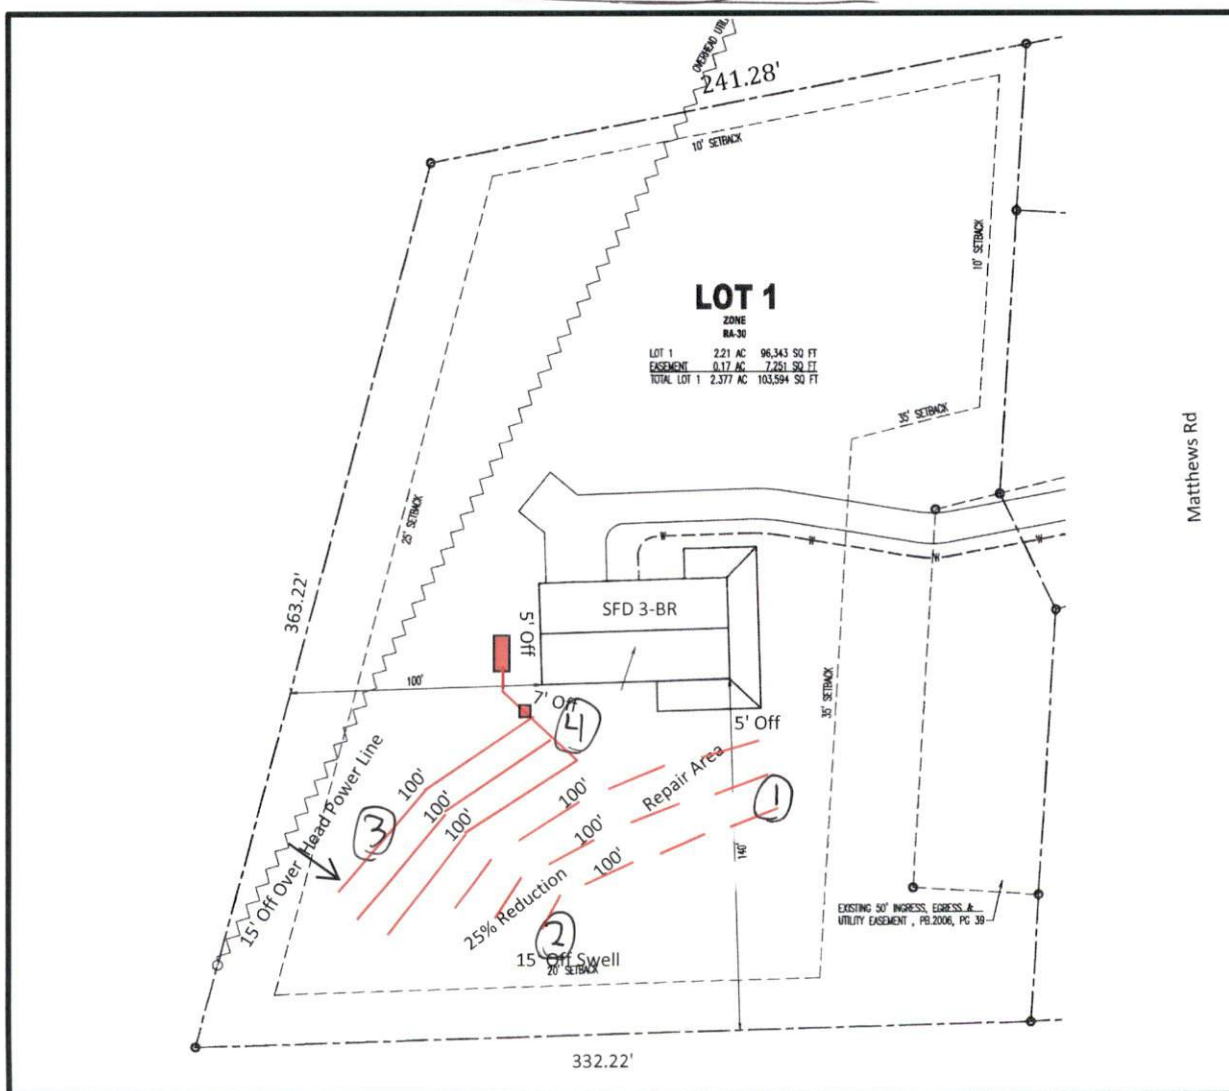 OVERHEAD UTIL
241.28'
10' SETBACK
10' SETBACK
LOT 1
ZONE
RA-30
LOT 1 2.21 AC 96,343 SQ FT
EASEMENT 0.17 AC 7,251 SQ FT
TOTAL LOT 1 2.377 AC 103,594 SQ FT
35' SETBACK
Matthews Rd
25' SETBACK
W
W
W
W
363.22'
SFD 3-BR
5' Off
100'
7' Off
4
5' Off
35' SETBACK
15' Off Over Head Power Line
100'
100'
100'
3
100'
100'
100'
Repair Area
1
140'
25% Reduction
2
15' Off Swell
20' SETBACK
EXISTING 50' INGRESS, EGRESS &
UTILITY EASEMENT , PB.2006, PG 39
332.22'